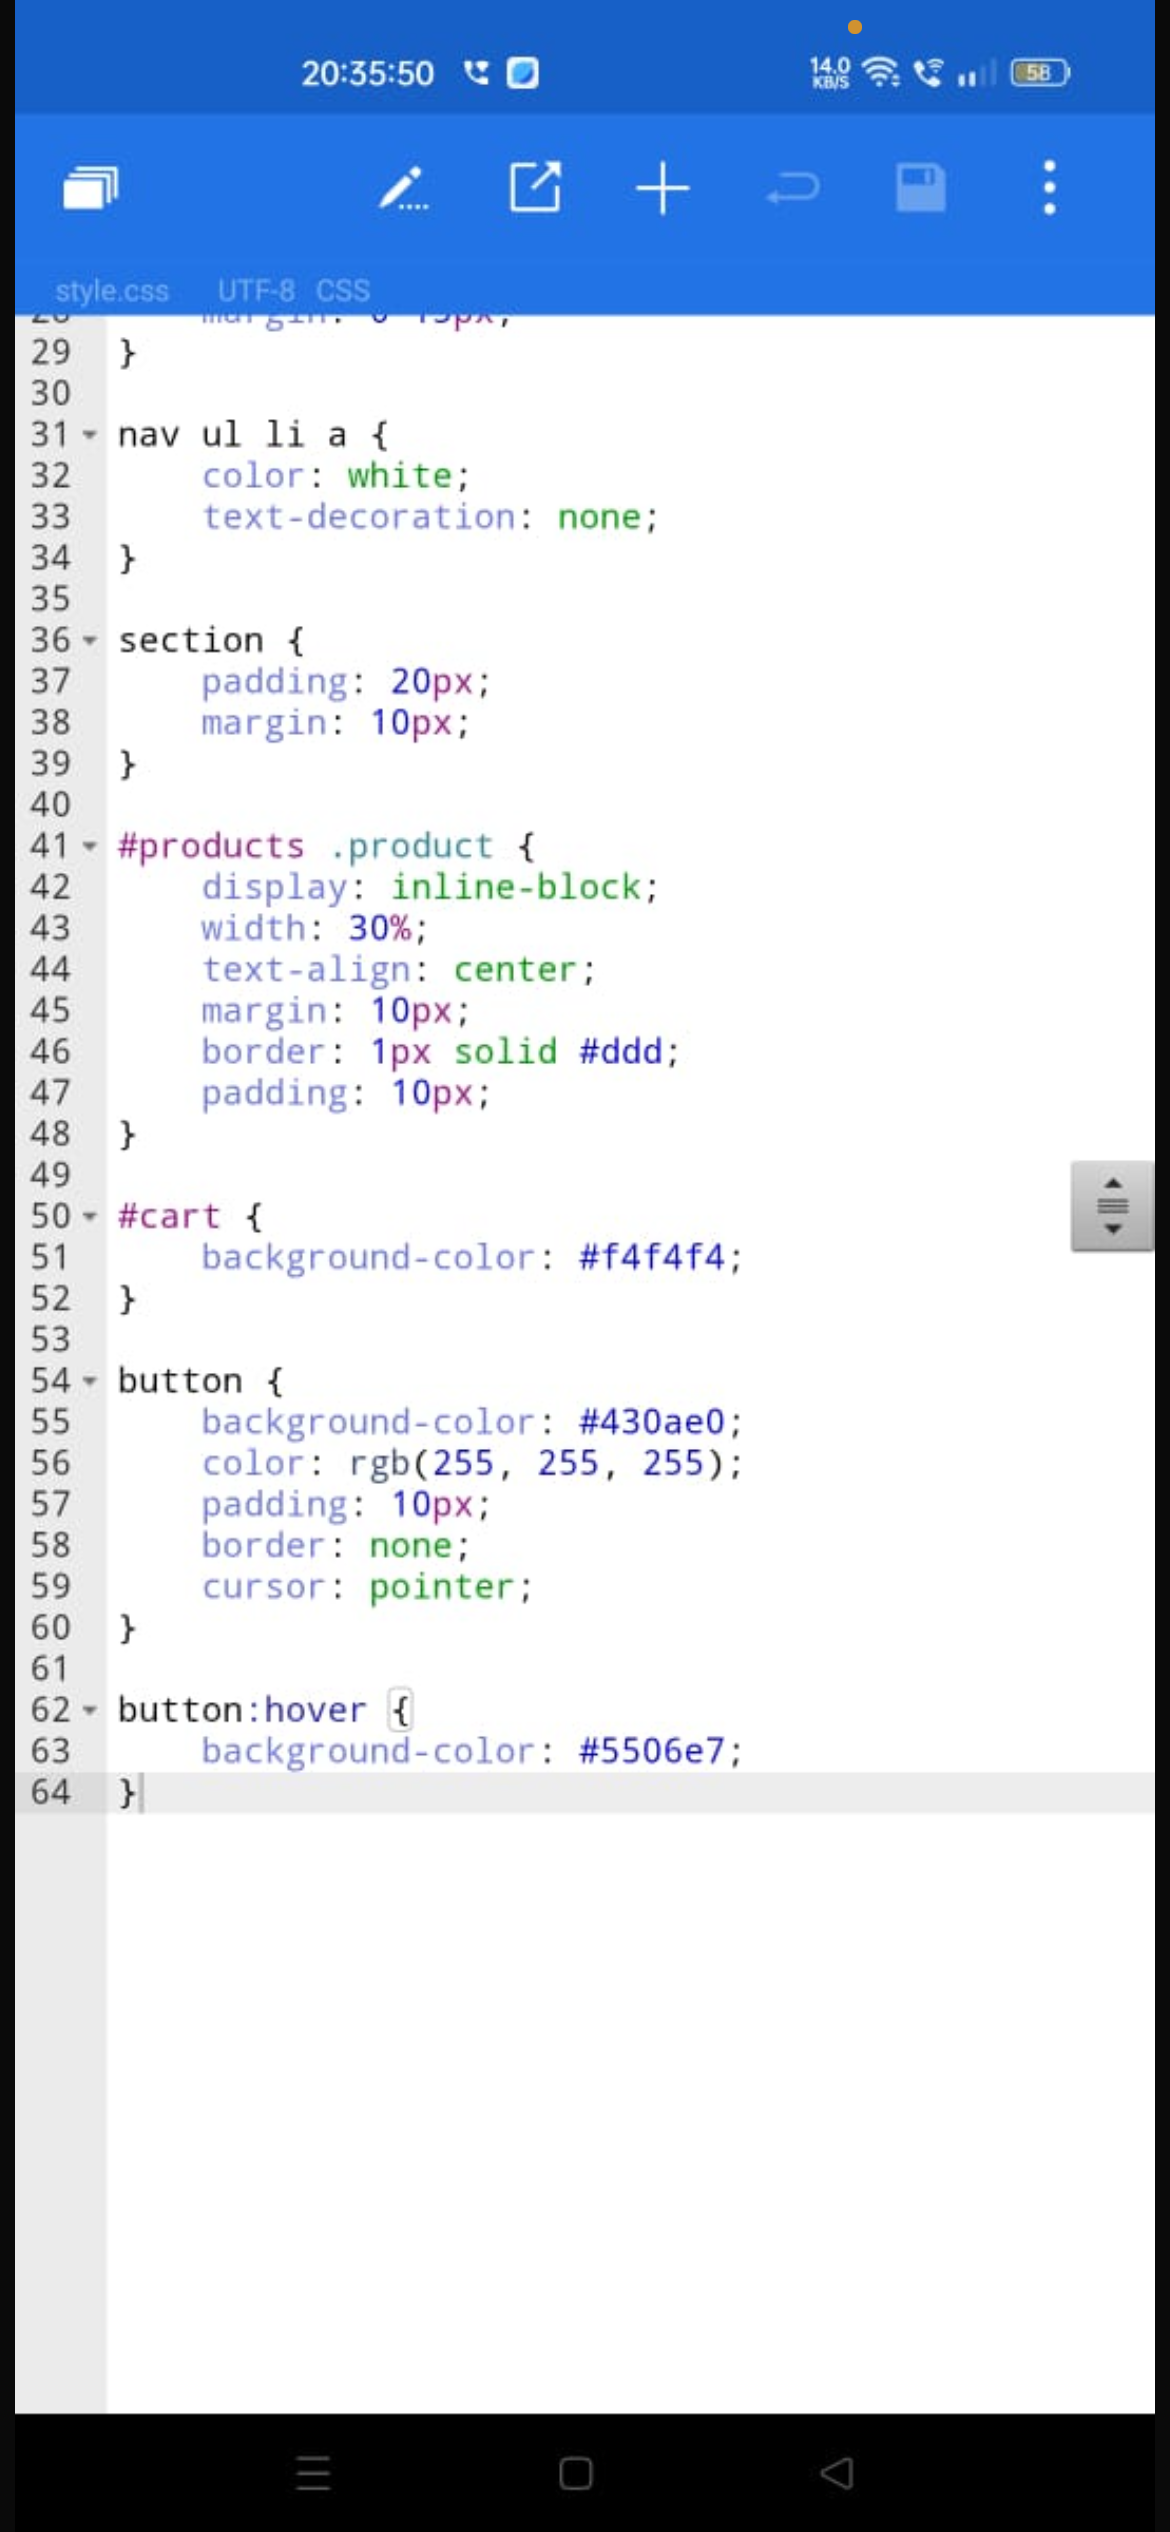 20:35:50 14.0 KB/S 58
style.css UTF-8 CSS
28     margin: 0 15px;
29 }
30
31 nav ul li a {
32     color: white;
33     text-decoration: none;
34 }
35
36 section {
37     padding: 20px;
38     margin: 10px;
39 }
40
41 #products .product {
42     display: inline-block;
43     width: 30%;
44     text-align: center;
45     margin: 10px;
46     border: 1px solid #ddd;
47     padding: 10px;
48 }
49
50 #cart {
51     background-color: #f4f4f4;
52 }
53
54 button {
55     background-color: #430ae0;
56     color: rgb(255, 255, 255);
57     padding: 10px;
58     border: none;
59     cursor: pointer;
60 }
61
62 button:hover {
63     background-color: #5506e7;
64 }